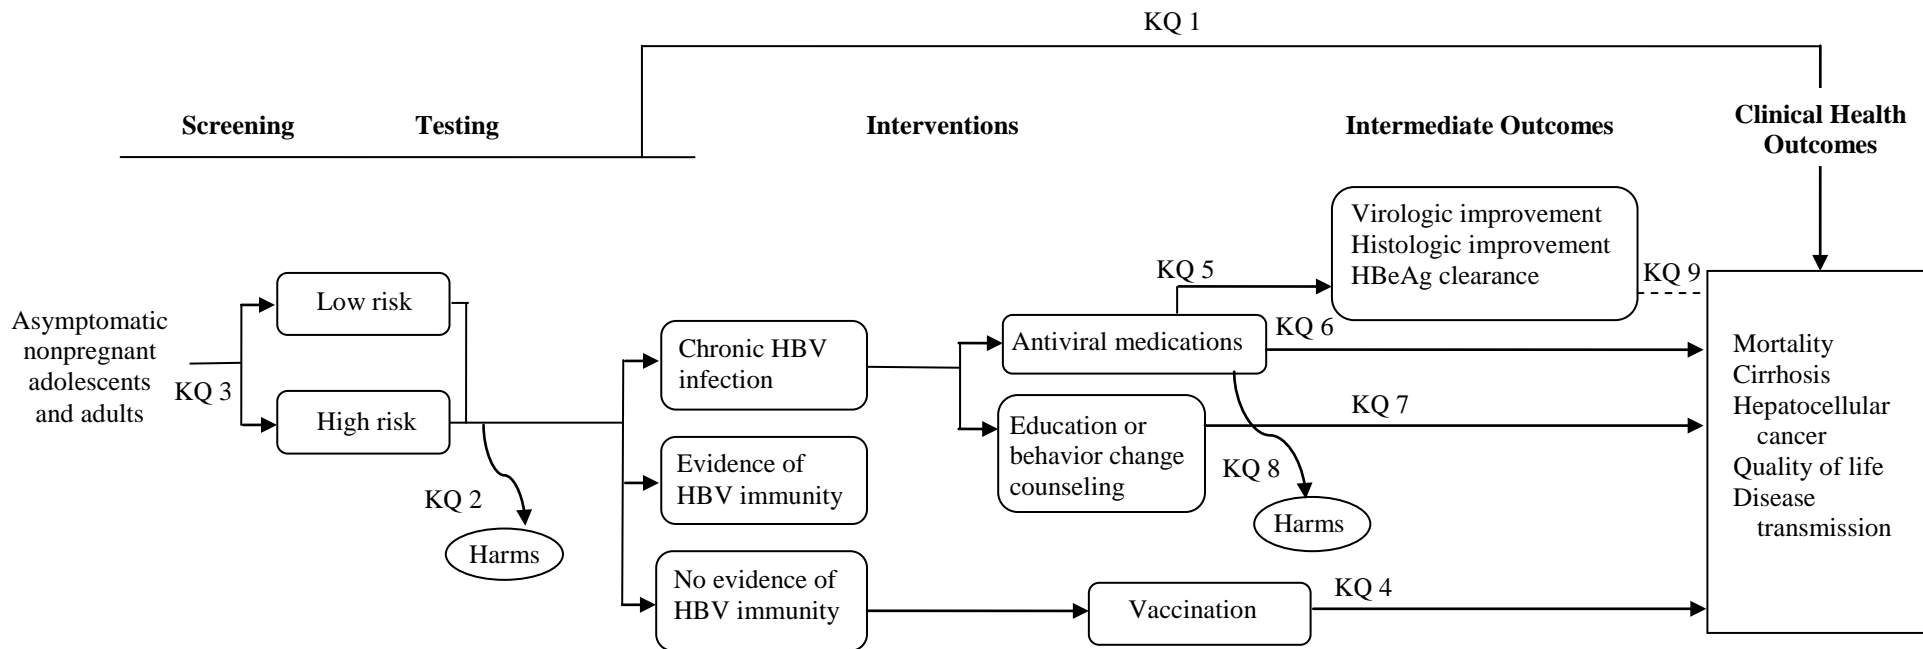 KQ 1
Screening
Testing
Interventions
Intermediate Outcomes
Clinical Health
Outcomes
Asymptomatic
nonpregnant
adolescents
and adults
KQ 3
Low risk
High risk
KQ 2
Harms
Chronic HBV
infection
Evidence of
HBV immunity
No evidence of
HBV immunity
Antiviral medications
Education or
behavior change
counseling
KQ 5
Virologic improvement
Histologic improvement
HBeAg clearance
KQ 9
KQ 6
KQ 7
KQ 8
Harms
Vaccination
KQ 4
Mortality
Cirrhosis
Hepatocellular
cancer
Quality of life
Disease
transmission